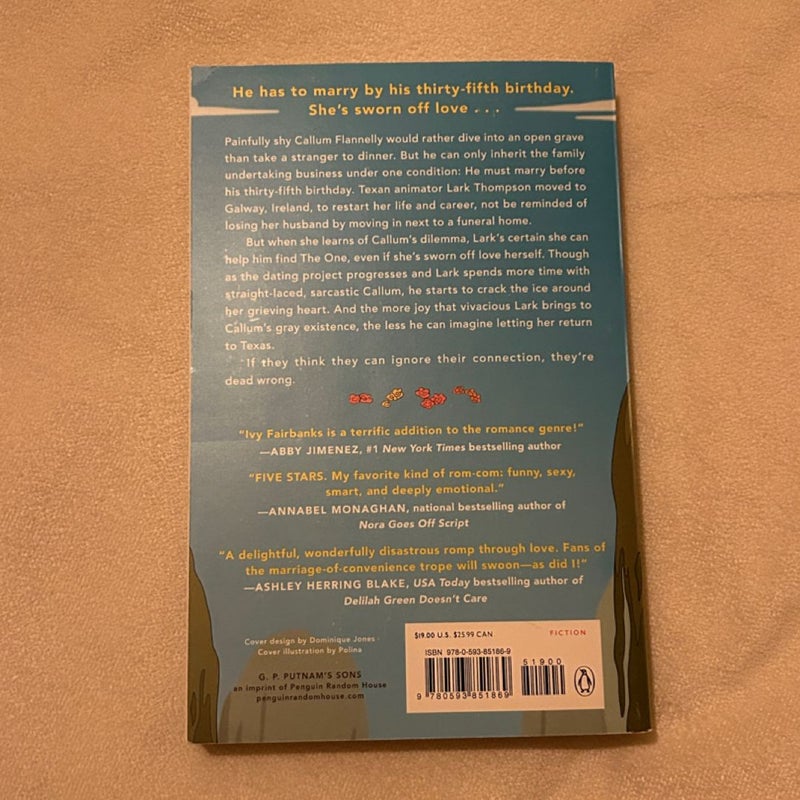 He has to marry by his thirty-fifth birthday.
She's sworn off love . . .
Painfully shy Callum Flannelly would rather dive into an open grave
than take a stranger to dinner. But he can only inherit the family
undertaking business under one condition: He must marry before
his thirty-fifth birthday. Texan animator Lark Thompson moved to
Galway, Ireland, to restart her life and career, not be reminded of
losing her husband by moving in next to a funeral home.
But when she learns of Callum's dilemma, Lark's certain she can
help him find The One, even if she's sworn off love herself. Though
as the dating project progresses and Lark spends more time with
straight-laced, sarcastic Callum, he starts to crack the ice around
her grieving heart. And the more joy that vivacious Lark brings to
Callum's gray existence, the less he can imagine letting her return
to Texas.
If they think they can ignore their connection, they're
dead wrong.
"Ivy Fairbanks is a terrific addition to the romance genre!"
—ABBY JIMENEZ, #1 New York Times bestselling author
"FIVE STARS. My favorite kind of rom-com: funny, sexy,
smart, and deeply emotional."
—ANNABEL MONAGHAN, national bestselling author of
Nora Goes Off Script
"A delightful, wonderfully disastrous romp through love. Fans of
the marriage-of-convenience trope will swoon—as did I!"
—ASHLEY HERRING BLAKE, USA Today bestselling author of
Delilah Green Doesn't Care
Cover design by Dominique Jones
Cover illustration by Polina
G. P. PUTNAM'S SONS
an imprint of Penguin Random House
penguinrandomhouse.com
$19.00 U.S. $25.99 CAN
FICTION
ISBN 978-0-593-85186-9
51900
9 780593 851869